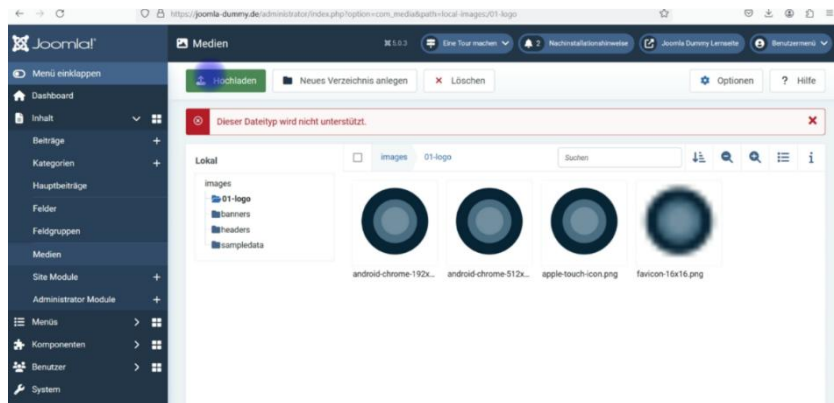 https://joomla-dummy.de/administrator/index.php?option=com_media&path=local-images:/01-logo
Joomla!
Medien
5.0.3
Eine Tour machen
2 Nachinstallationshinweise
Joomla Dummy Lernseite
Benutzermenü
Menü einklappen
Hochladen
Neues Verzeichnis anlegen
Löschen
Optionen
? Hilfe
Dashboard
Inhalt
Dieser Dateityp wird nicht unterstützt.
Beiträge
Kategorien
Hauptbeiträge
Felder
Feldgruppen
Medien
Site Module
Administrator Module
Menüs
Komponenten
Benutzer
System
Lokal
images
01-logo
banners
headers
sampledata
images 01-logo
Suchen
android-chrome-192x...
android-chrome-512x...
apple-touch-icon.png
favicon-16x16.png